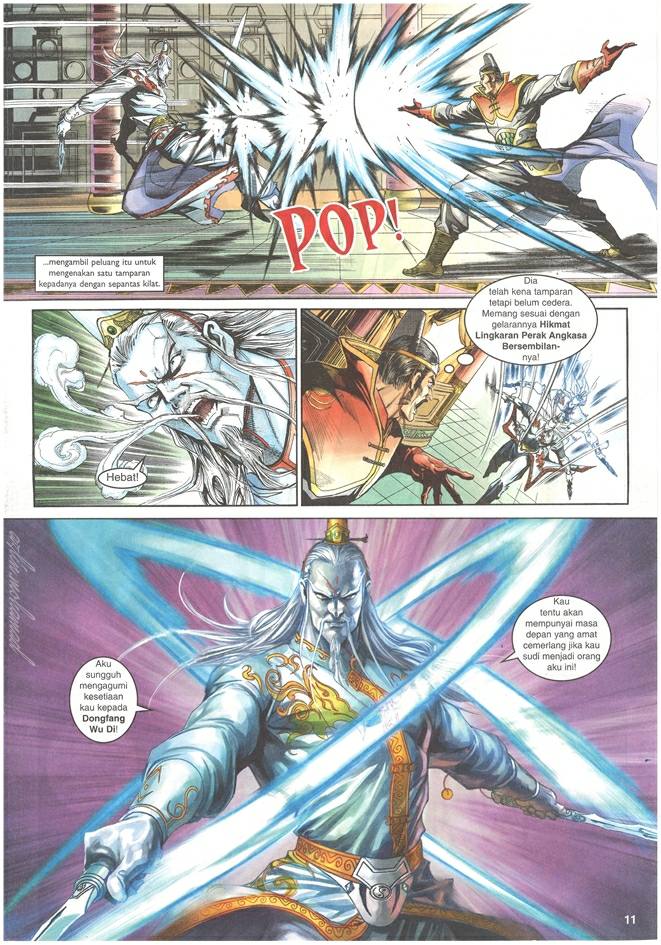 POP!
...mengambil peluang itu untuk
mengenakan satu tamparan
kepadanya dengan sepantas kilat.
Dia
telah kena tamparan
tetapi belum cedera.
Memang sesuai dengan
gelarannya Hikmat
Lingkaran Perak Angkasa
Bersembilan-
nya!
Hebat!
Kau
tentu akan
mempunyai masa
depan yang amat
cemerlang jika kau
sudi menjadi orang
aku ini!
Aku
sungguh
mengagumi
kesetiaan
kau kepada
Dongfang
Wu Di!
11